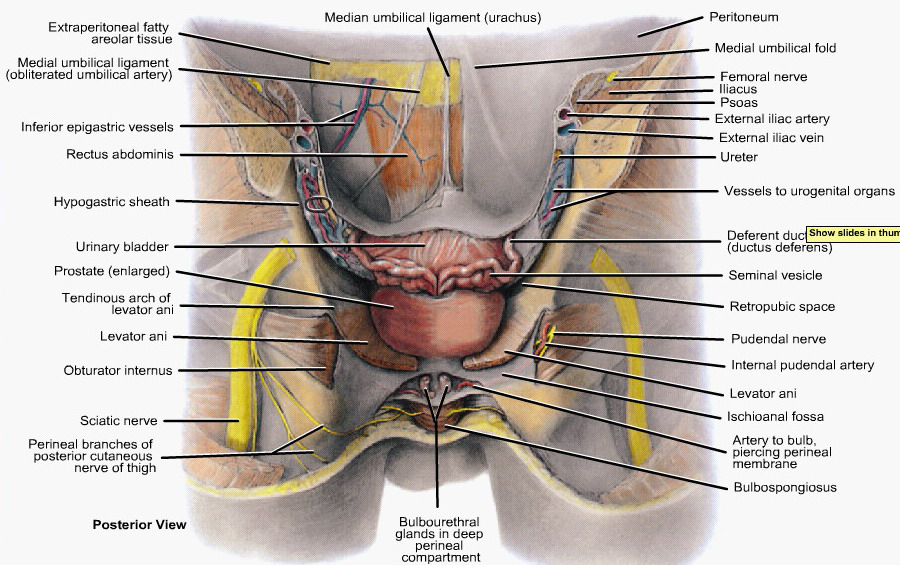 Median umbilical ligament (urachus)
Extraperitoneal fatty
areolar tissue
Medial umbilical ligament
(obliterated umbilical artery)
Inferior epigastric vessels
Rectus abdominis
Hypogastric sheath
Urinary bladder
Prostate (enlarged)
Tendinous arch of
levator ani
Levator ani
Obturator internus
Sciatic nerve
Perineal branches of
posterior cutaneous
nerve of thigh
Posterior View
Bulbourethral
glands in deep
perineal
compartment
Peritoneum
Medial umbilical fold
Femoral nerve
Iliacus
Psoas
External iliac artery
External iliac vein
Ureter
Vessels to urogenital organs
Deferent
(ductus deferens)
Show slides in
Seminal vesicle
Retropubic space
Pudendal nerve
Internal pudendal artery
Levator ani
Ischioanal fossa
Artery to bulb,
piercing perineal
membrane
Bulbospongiosus